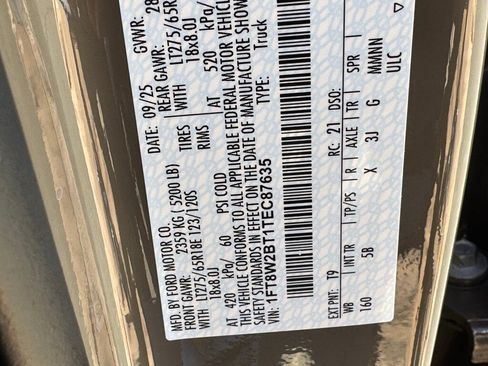 MFD. BY FORD MOTOR CO.
09/25 GVWR: 28
FRONT GAWR: 2359 KG ( 5200 LB) REAR GAWR:
WITH LT275/65R18E 123/120S TIRES WITH LT275/65R
18x8.0J RIMS 18x8.0J
AT 420 kPa/ 60 PSI COLD AT 520 kPa/
THIS VEHICLE CONFORMS TO ALL APPLICABLE FEDERAL MOTOR VEHICLE
SAFETY STANDARDS IN EFFECT ON THE DATE OF MANUFACTURE SHOW
VIN: 1FT8W2BT1TEC87635 TYPE: Truck
EXT PNT: T9 RC: 21 DSO:
WB MT TR TP/PS R AXLE TR SPR
160 5B X 3J G MMMNN
ULC